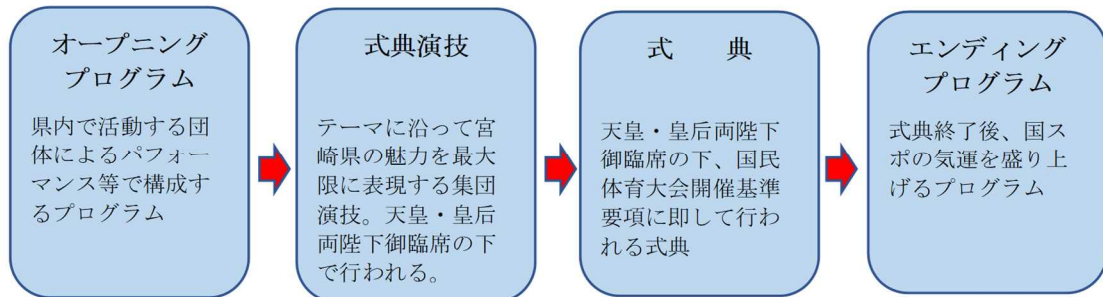 オープニング
プログラム
県内で活動する団
体によるパフォー
マンス等で構成す
るプログラム
式典演技
テーマに沿って宮
崎県の魅力を最大
限に表現する集団
演技。天皇・皇后
両陛下御臨席の下
で行われる。
式　典
天皇・皇后両陛下
御臨席の下、国民
体育大会開催基準
要項に即して行わ
れる式典
エンディング
プログラム
式典終了後、国ス
ポの気運を盛り上
げるプログラム